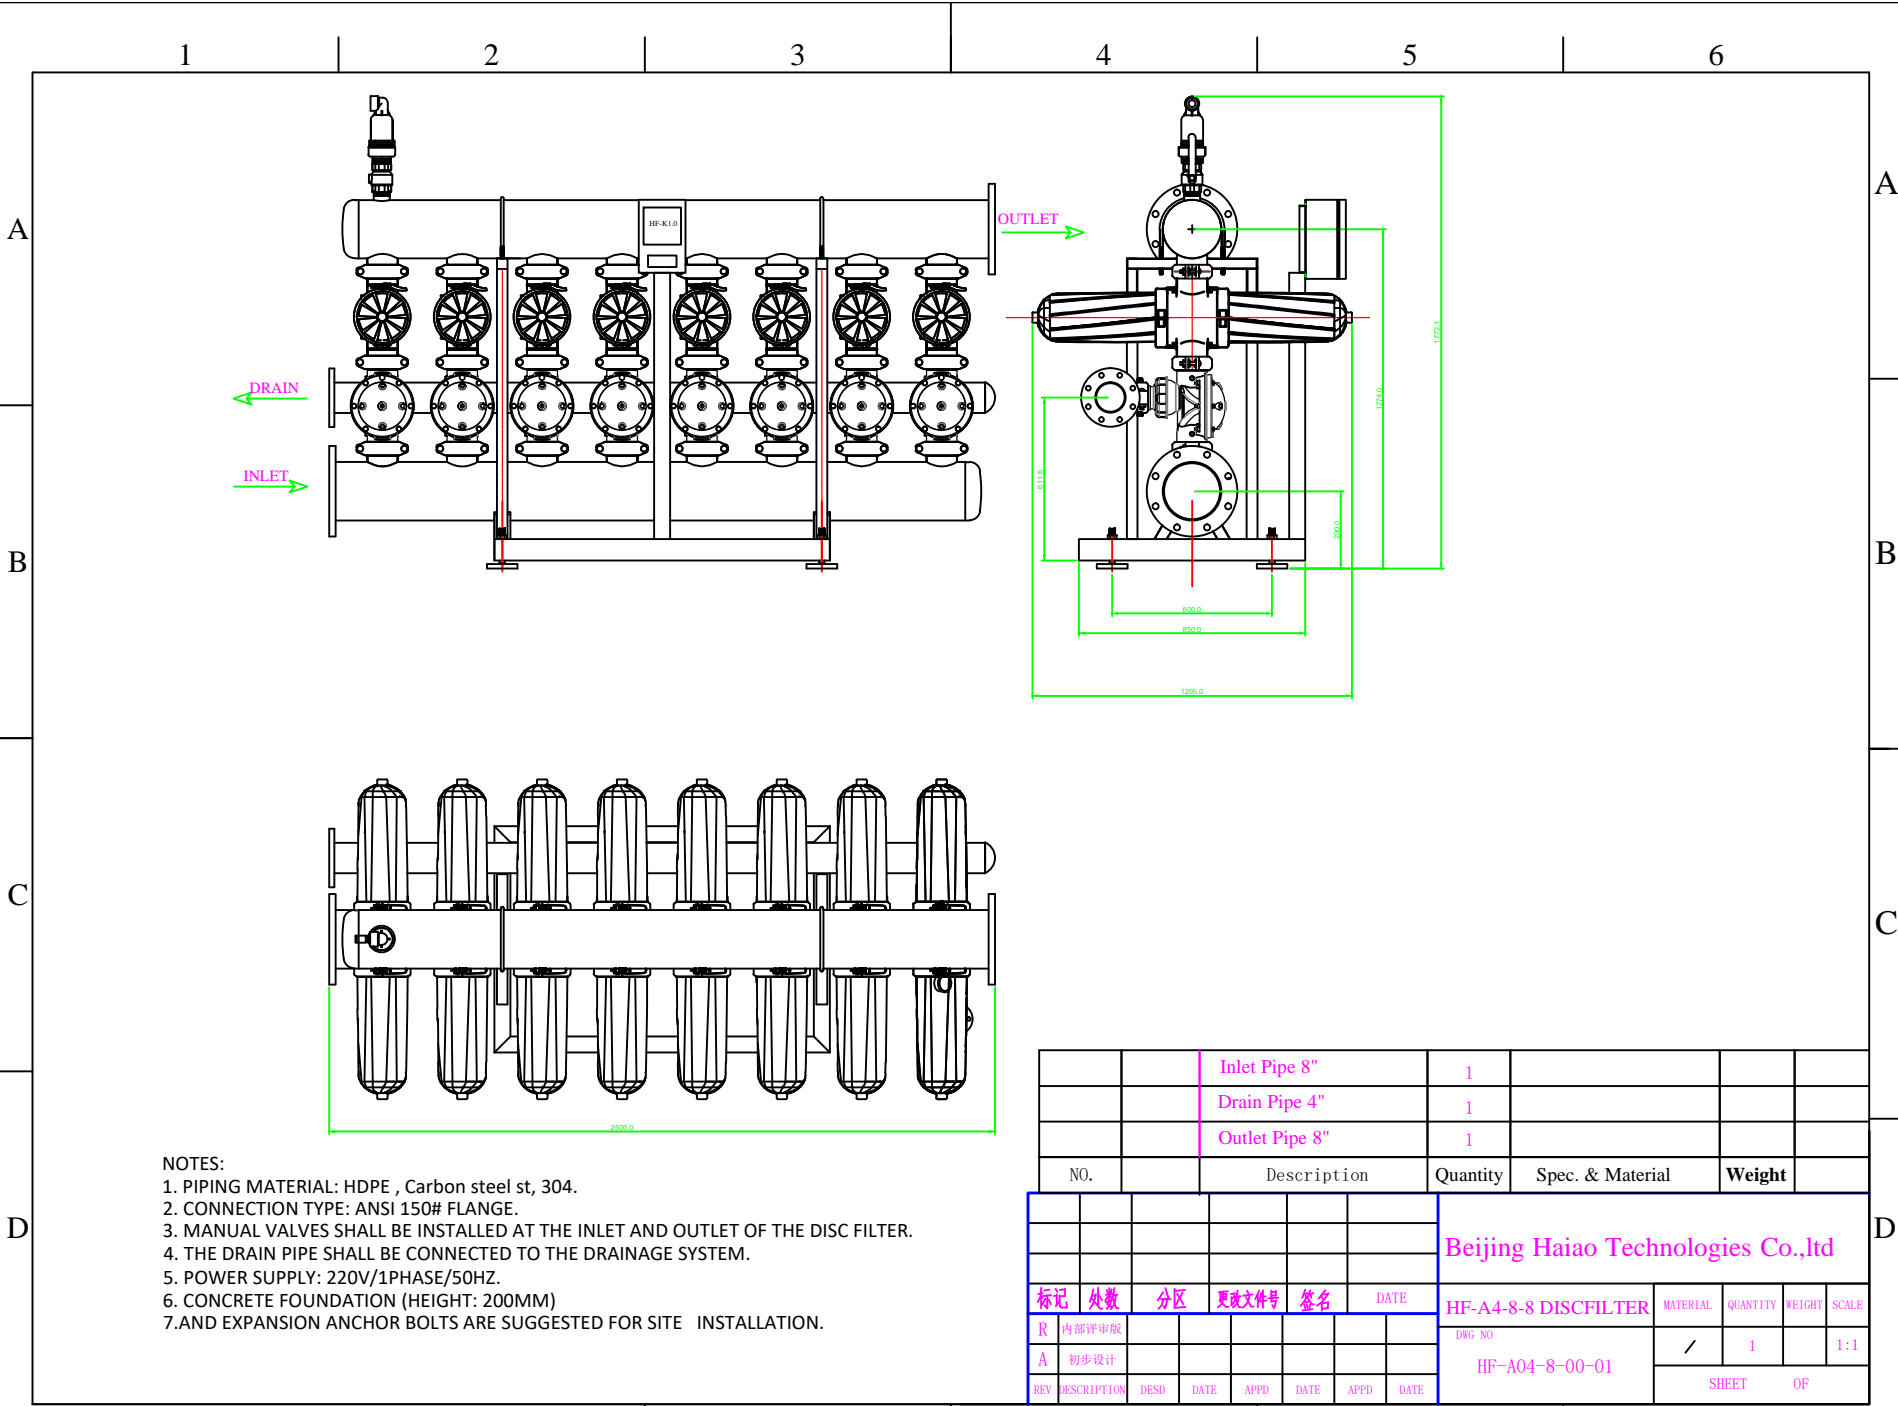 1 2 3 4 5 6
A A
B B
C C
D D
HF-K1.0
OUTLET
DRAIN
INLET
1772.1
1274.0
611.6
290.0
600.0
850.0
1200.0
2500.0
NOTES:
1. PIPING MATERIAL: HDPE , Carbon steel st, 304.
2. CONNECTION TYPE: ANSI 150# FLANGE.
3. MANUAL VALVES SHALL BE INSTALLED AT THE INLET AND OUTLET OF THE DISC FILTER.
4. THE DRAIN PIPE SHALL BE CONNECTED TO THE DRAINAGE SYSTEM.
5. POWER SUPPLY: 220V/1PHASE/50HZ.
6. CONCRETE FOUNDATION (HEIGHT: 200MM)
7.AND EXPANSION ANCHOR BOLTS ARE SUGGESTED FOR SITE INSTALLATION.
Inlet Pipe 8" 1
Drain Pipe 4" 1
Outlet Pipe 8" 1
NO. Description Quantity Spec. & Material Weight
Beijing Haiao Technologies Co.,ltd
标记 处数 分区 更改文件号 签名 DATE
HF-A4-8-8 DISCFILTER MATERIAL QUANTITY WEIGHT SCALE
R 内部评审版
DWG NO
HF-A04-8-00-01
/ 1 1:1
A 初步设计
REV DESCRIPTION DESD DATE APPD DATE APPD DATE
SHEET OF